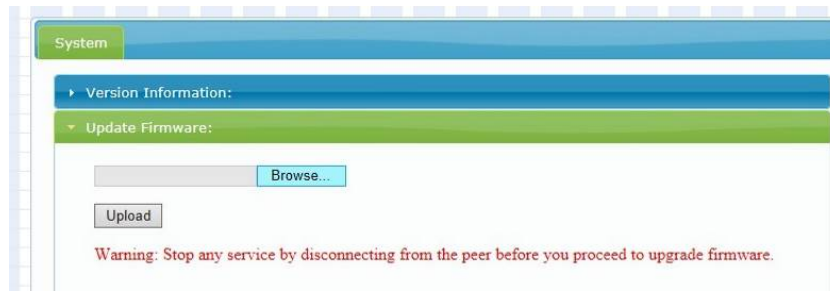 System
Version Information:
Update Firmware:
Browse...
Upload
Warning: Stop any service by disconnecting from the peer before you proceed to upgrade firmware.